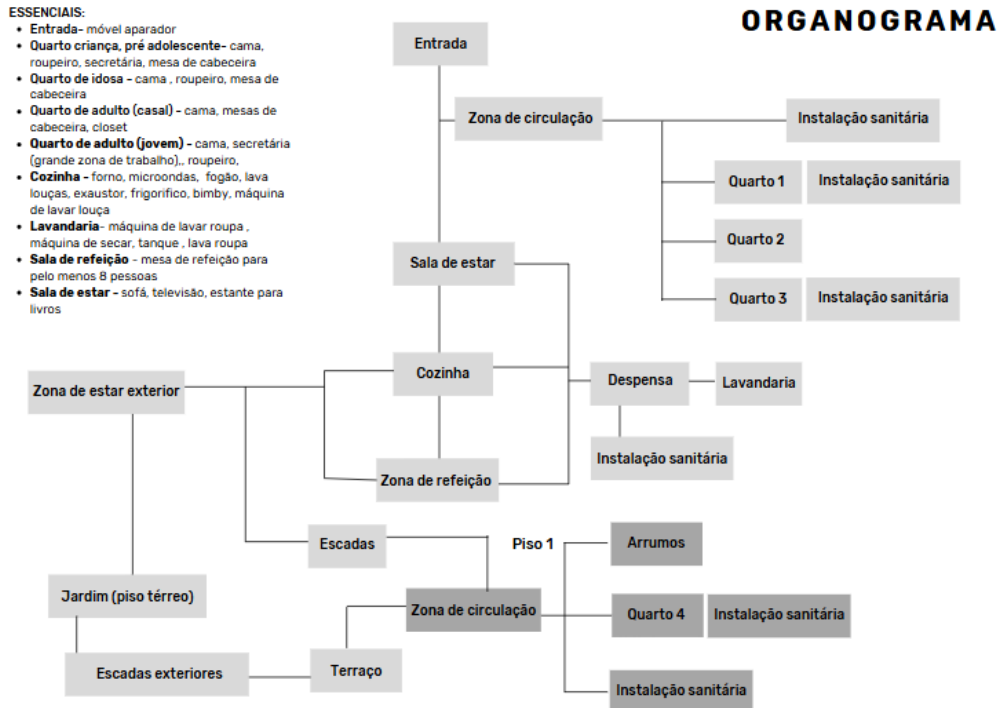 ORGANOGRAMA
ESSENCIAIS:
• Entrada- móvel aparador
• Quarto criança, pré adolescente- cama,
roupeiro, secretária, mesa de cabeceira
• Quarto de idosa - cama , roupeiro, mesa de
cabeceira
• Quarto de adulto (casal) - cama, mesas de
cabeceira, closet
• Quarto de adulto (jovem) - cama, secretária
(grande zona de trabalho),, roupeiro,
• Cozinha - forno, microondas, fogão, lava
louças, exaustor, frigorifico, bimby, máquina
de lavar louça
• Lavandaria- máquina de lavar roupa ,
máquina de secar, tanque , lava roupa
• Sala de refeição - mesa de refeição para
pelo menos 8 pessoas
• Sala de estar - sofá, televisão, estante para
livros
Entrada
Zona de circulação
Instalação sanitária
Quarto 1
Instalação sanitária
Quarto 2
Sala de estar
Quarto 3
Instalação sanitária
Zona de estar exterior
Cozinha
Despensa
Lavandaria
Instalação sanitária
Zona de refeição
Escadas
Piso 1
Arrumos
Jardim (piso térreo)
Zona de circulação
Quarto 4
Instalação sanitária
Escadas exteriores
Terraço
Instalação sanitária